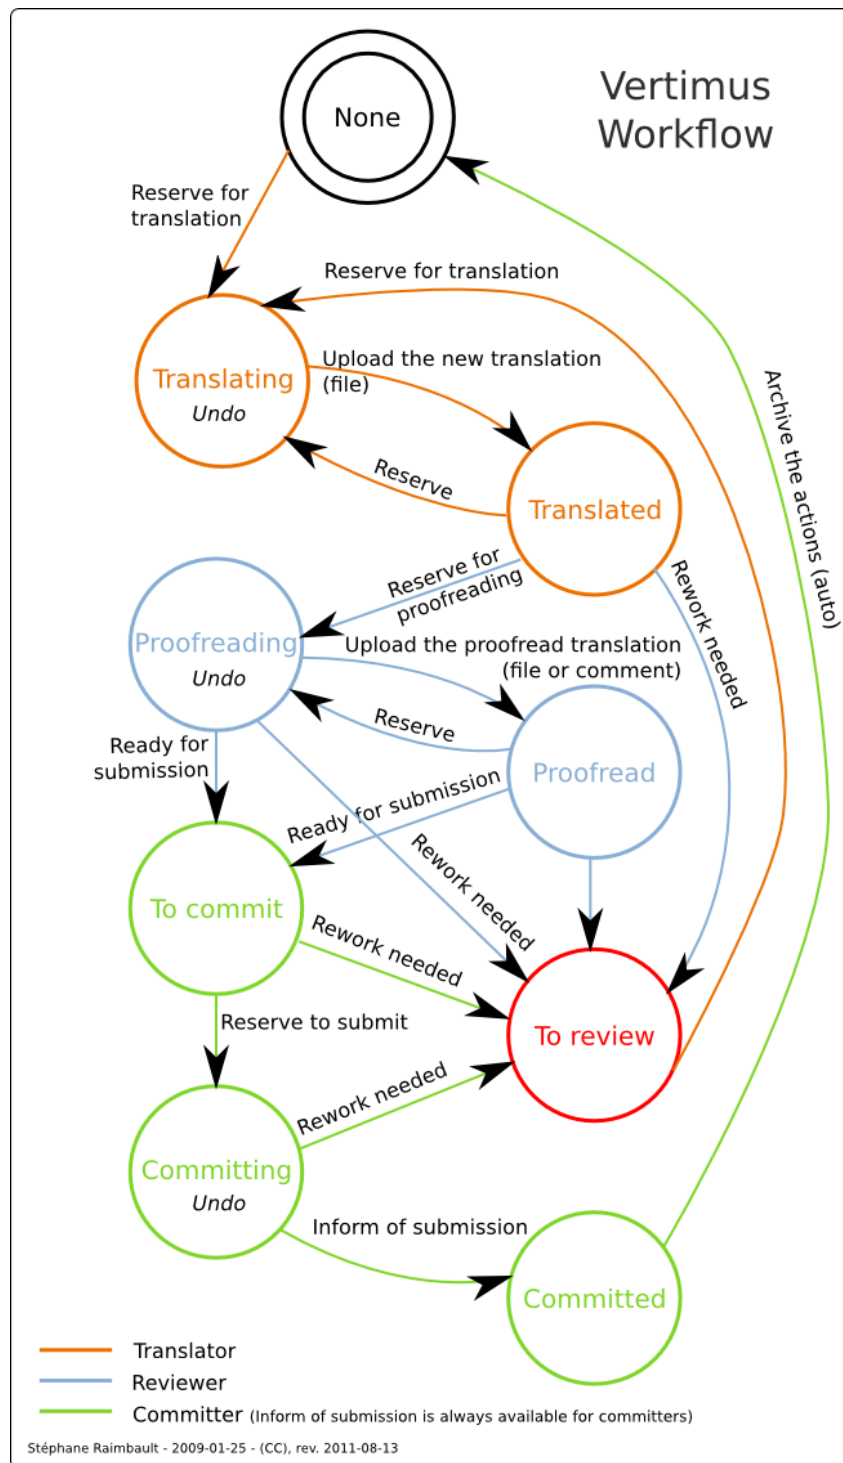 Vertimus
Workflow
None
Reserve for
translation
Reserve for translation
Translating
Undo
Upload the new translation
(file)
Archive the actions (auto)
Reserve
Translated
Reserve for
proofreading
Rework needed
Proofreading
Undo
Upload the proofread translation
(file or comment)
Reserve
Proofread
Ready for
submission
Ready for submission
Rework needed
To commit
Rework needed
To review
Reserve to submit
Rework needed
Committing
Undo
Inform of submission
Committed
Translator
Reviewer
Committer (Inform of submission is always available for committers)
Stéphane Raimbault - 2009-01-25 - (CC), rev. 2011-08-13